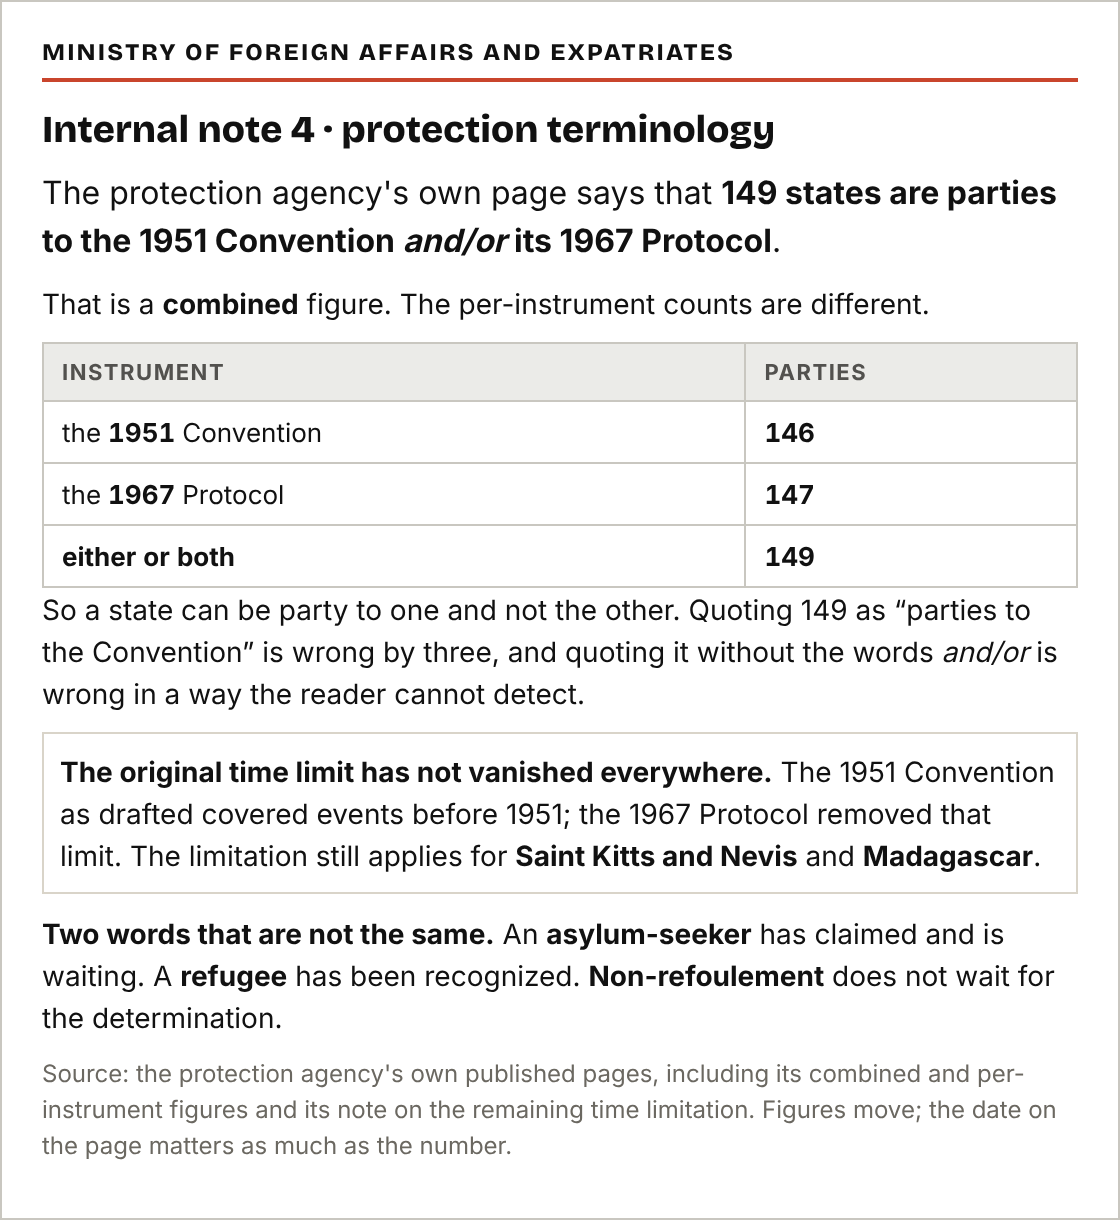 MINISTRY OF FOREIGN AFFAIRS AND EXPATRIATES
Internal note 4 · protection terminology
The protection agency's own page says that 149 states are parties
to the 1951 Convention and/or its 1967 Protocol.
That is a combined figure. The per-instrument counts are different.
INSTRUMENT PARTIES
the 1951 Convention 146
the 1967 Protocol 147
either or both 149
So a state can be party to one and not the other. Quoting 149 as “parties to
the Convention” is wrong by three, and quoting it without the words and/or is
wrong in a way the reader cannot detect.
The original time limit has not vanished everywhere. The 1951 Convention
as drafted covered events before 1951; the 1967 Protocol removed that
limit. The limitation still applies for Saint Kitts and Nevis and Madagascar.
Two words that are not the same. An asylum-seeker has claimed and is
waiting. A refugee has been recognized. Non-refoulement does not wait for
the determination.
Source: the protection agency's own published pages, including its combined and per-
instrument figures and its note on the remaining time limitation. Figures move; the date on
the page matters as much as the number.